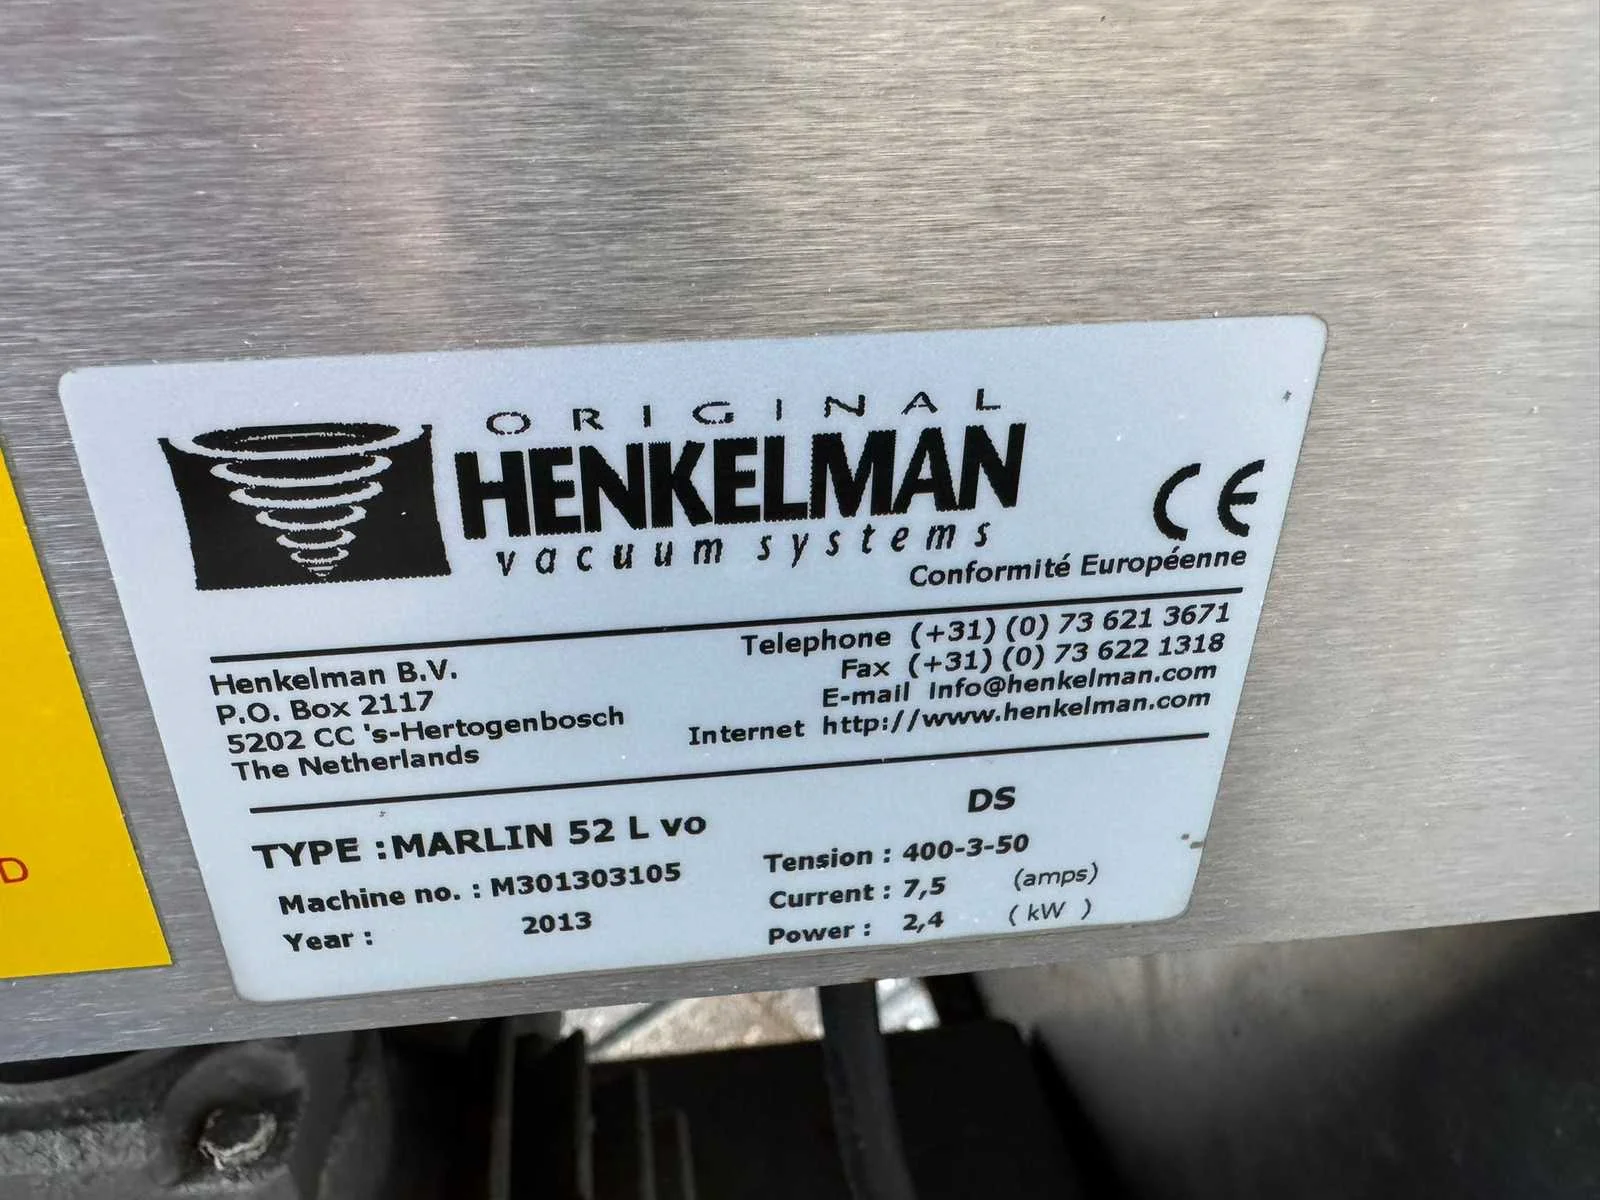 ORIGINAL
HENKELMAN
vacuum systems
CE
Conformité Européenne
Henkelman B.V.
P.O. Box 2117
5202 CC 's-Hertogenbosch
The Netherlands
Telephone (+31) (0) 73 621 3671
Fax (+31) (0) 73 622 1318
E-mail Info@henkelman.com
Internet http://www.henkelman.com
DS
TYPE :MARLIN 52 L vo
Machine no. : M301303105
Year : 2013
Tension : 400-3-50
Current : 7,5 (amps)
Power : 2,4 ( kW )
D